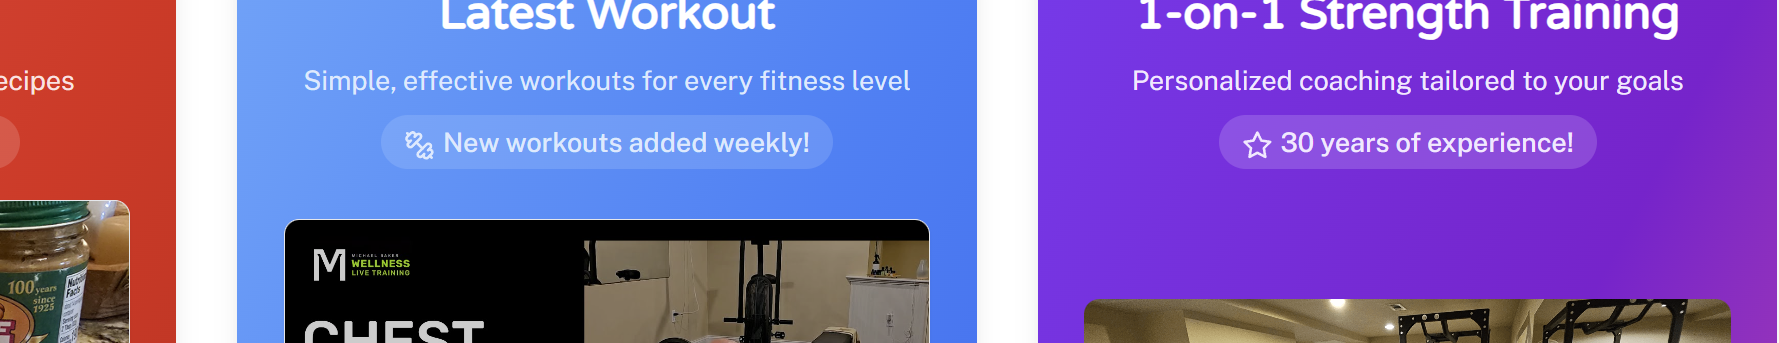 ecipes
100 years
since
1925
Nutrition
Facts
Latest Workout
Simple, effective workouts for every fitness level
New workouts added weekly!
M
MICHAEL BAKER
WELLNESS
LIVE TRAINING
CHEST
1-on-1 Strength Training
Personalized coaching tailored to your goals
30 years of experience!